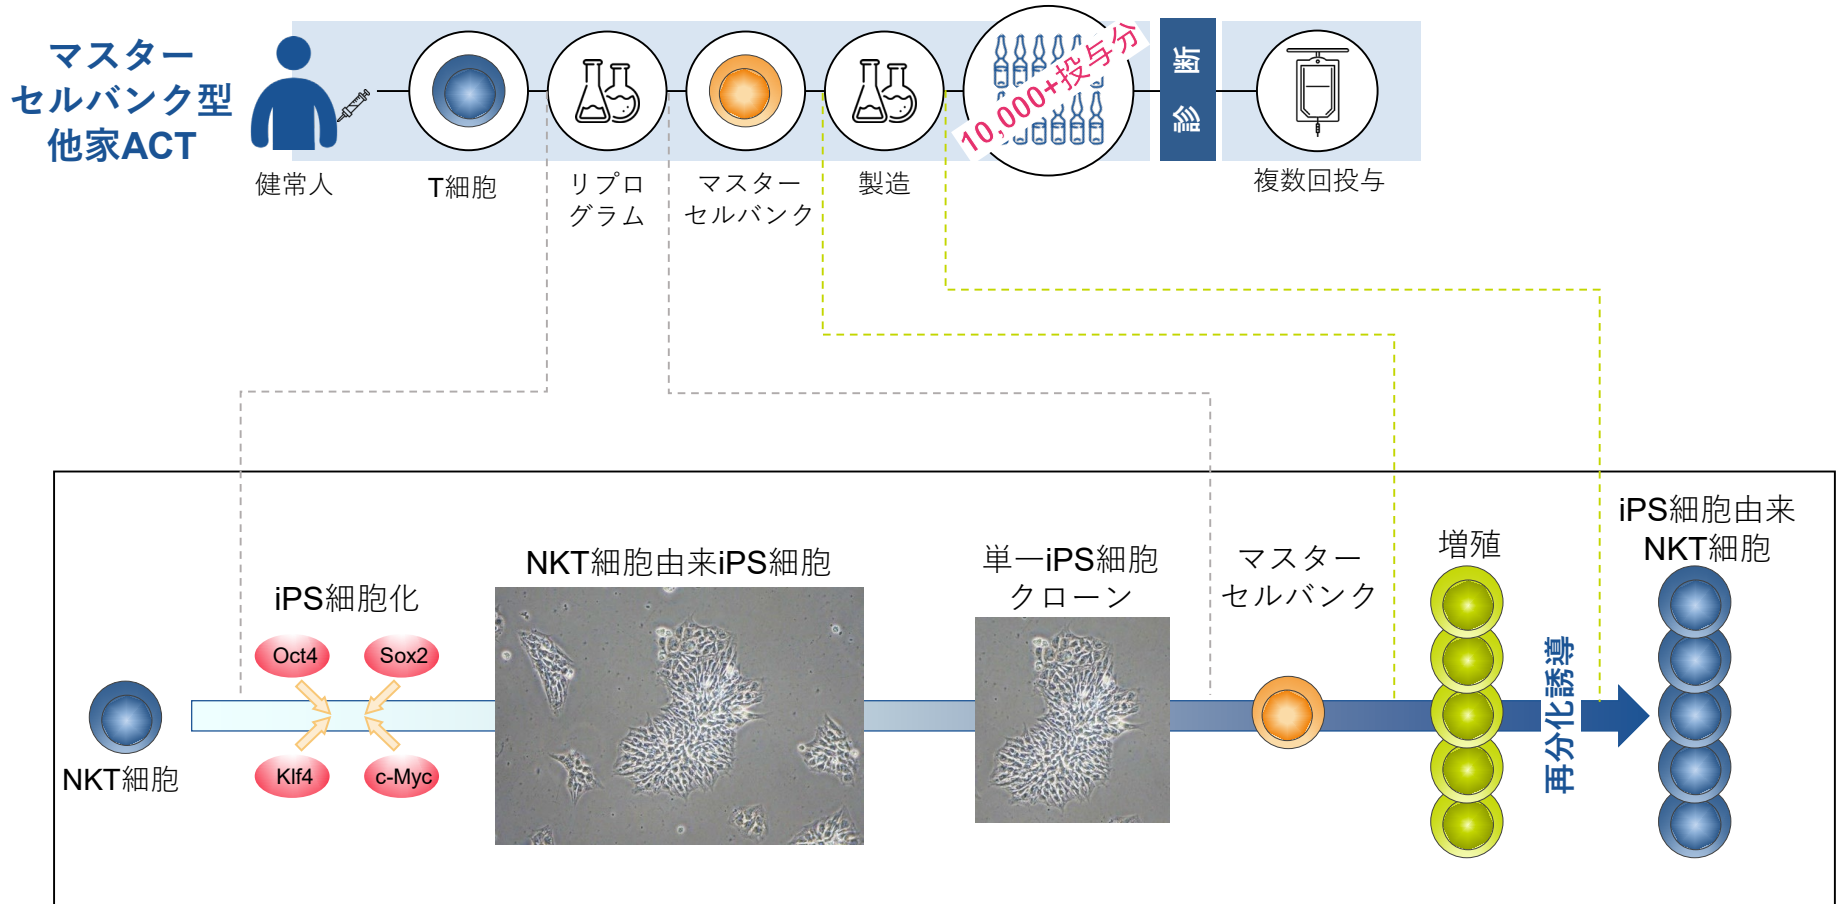 マスター
セルバンク型
他家ACT
健常人
T細胞
リプロ
グラム
マスター
セルバンク
製造
10,000+投与分
診断
複数回投与
iPS細胞化
Oct4
Sox2
Klf4
c-Myc
NKT細胞
NKT細胞由来iPS細胞
単一iPS細胞
クローン
マスター
セルバンク
増殖
再分化誘導
iPS細胞由来
NKT細胞